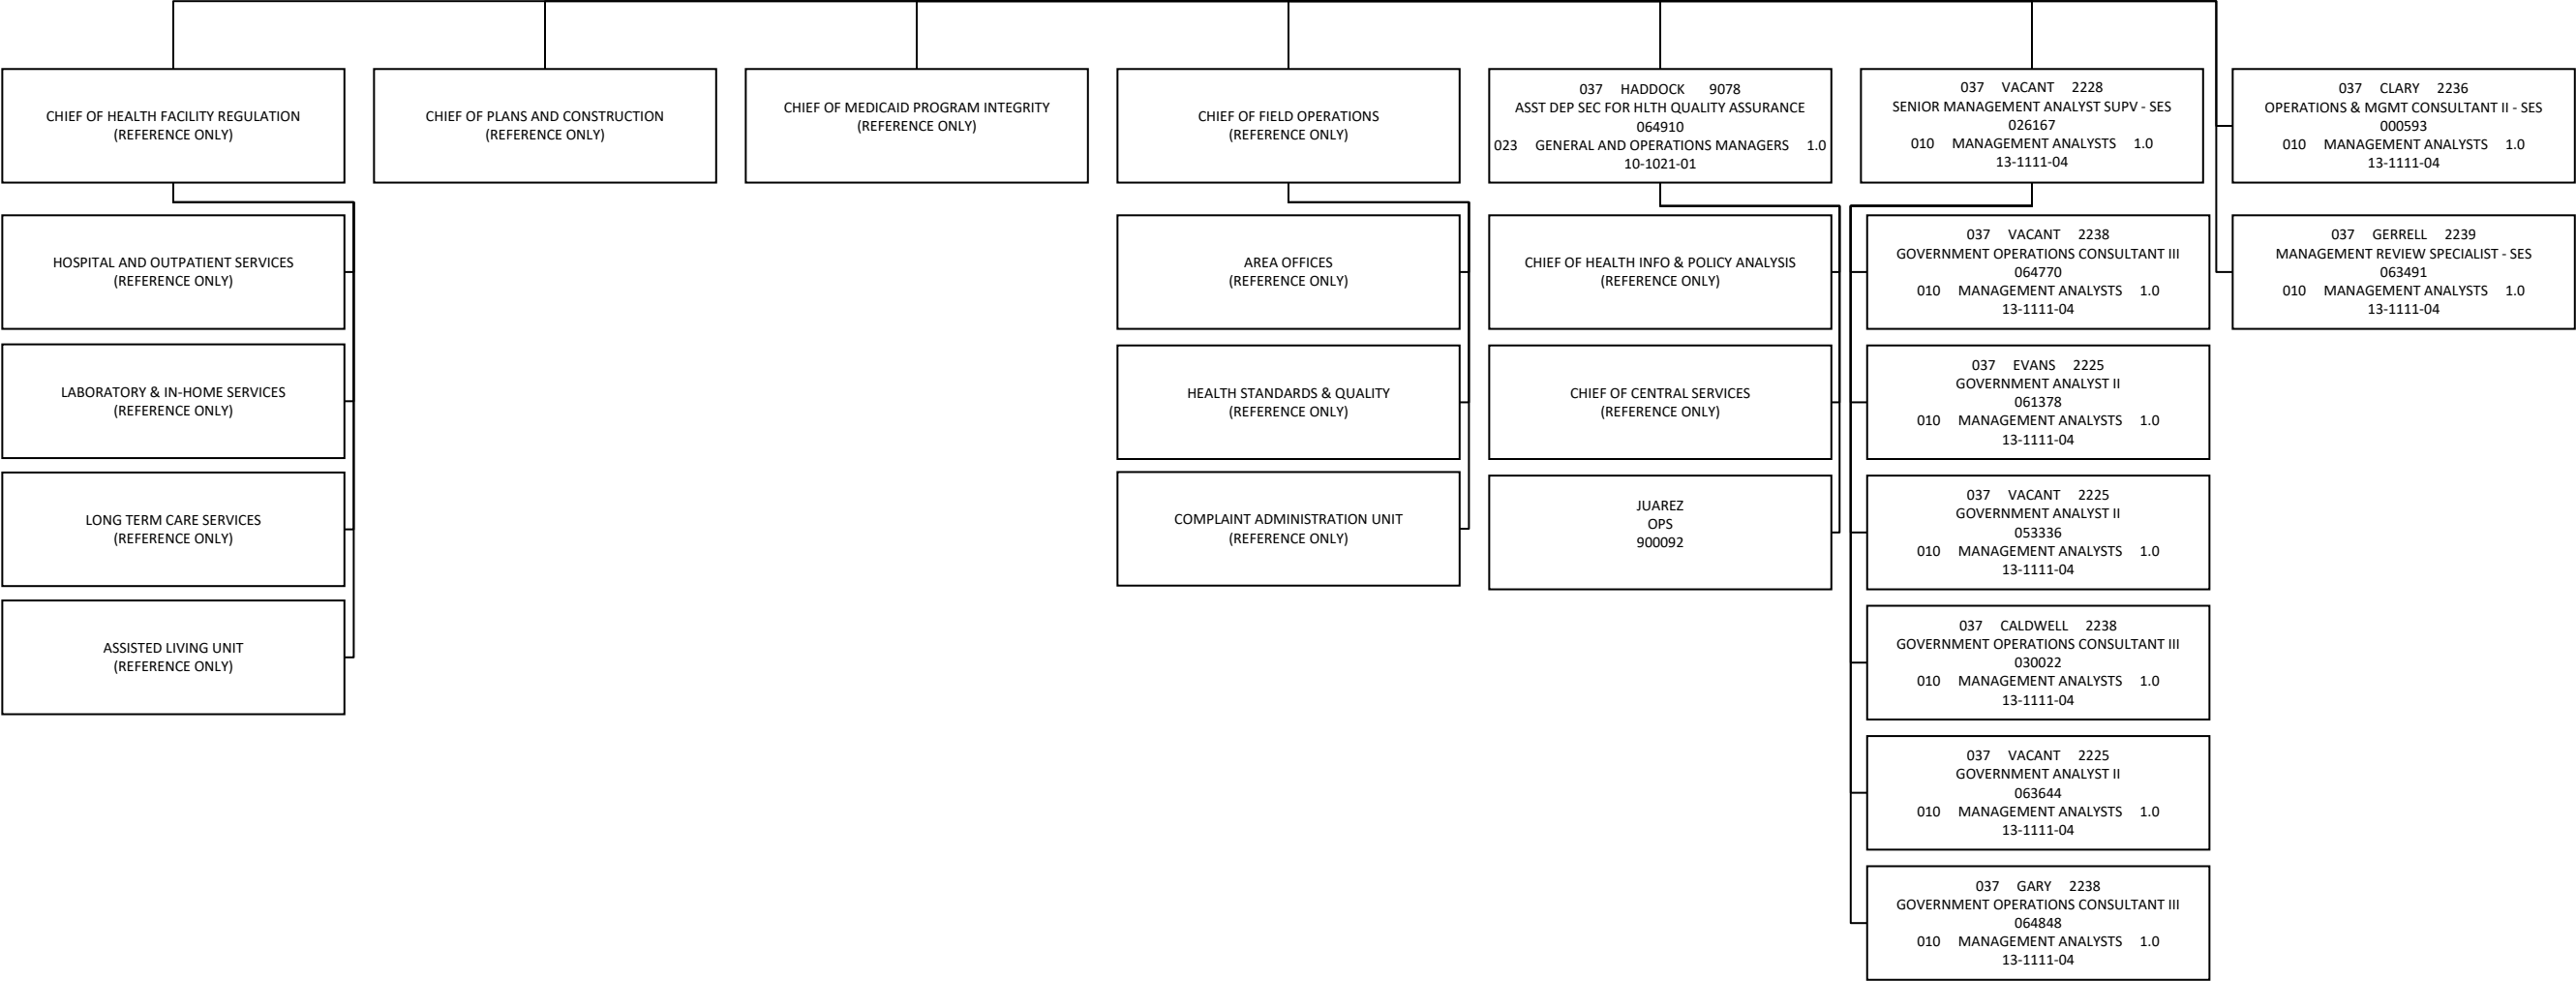 CHIEF OF HEALTH FACILITY REGULATION
(REFERENCE ONLY)
CHIEF OF PLANS AND CONSTRUCTION
(REFERENCE ONLY)
CHIEF OF MEDICAID PROGRAM INTEGRITY
(REFERENCE ONLY)
CHIEF OF FIELD OPERATIONS
(REFERENCE ONLY)
037 HADDOCK 9078
ASST DEP SEC FOR HLTH QUALITY ASSURANCE
064910
023 GENERAL AND OPERATIONS MANAGERS 1.0
10-1021-01
037 VACANT 2228
SENIOR MANAGEMENT ANALYST SUPV - SES
026167
010 MANAGEMENT ANALYSTS 1.0
13-1111-04
037 CLARY 2236
OPERATIONS & MGMT CONSULTANT II - SES
000593
010 MANAGEMENT ANALYSTS 1.0
13-1111-04
HOSPITAL AND OUTPATIENT SERVICES
(REFERENCE ONLY)
LABORATORY & IN-HOME SERVICES
(REFERENCE ONLY)
LONG TERM CARE SERVICES
(REFERENCE ONLY)
ASSISTED LIVING UNIT
(REFERENCE ONLY)
AREA OFFICES
(REFERENCE ONLY)
HEALTH STANDARDS & QUALITY
(REFERENCE ONLY)
COMPLAINT ADMINISTRATION UNIT
(REFERENCE ONLY)
CHIEF OF HEALTH INFO & POLICY ANALYSIS
(REFERENCE ONLY)
CHIEF OF CENTRAL SERVICES
(REFERENCE ONLY)
JUAREZ
OPS
900092
037 VACANT 2238
GOVERNMENT OPERATIONS CONSULTANT III
064770
010 MANAGEMENT ANALYSTS 1.0
13-1111-04
037 EVANS 2225
GOVERNMENT ANALYST II
061378
010 MANAGEMENT ANALYSTS 1.0
13-1111-04
037 VACANT 2225
GOVERNMENT ANALYST II
053336
010 MANAGEMENT ANALYSTS 1.0
13-1111-04
037 CALDWELL 2238
GOVERNMENT OPERATIONS CONSULTANT III
030022
010 MANAGEMENT ANALYSTS 1.0
13-1111-04
037 VACANT 2225
GOVERNMENT ANALYST II
063644
010 MANAGEMENT ANALYSTS 1.0
13-1111-04
037 GARY 2238
GOVERNMENT OPERATIONS CONSULTANT III
064848
010 MANAGEMENT ANALYSTS 1.0
13-1111-04
037 GERRELL 2239
MANAGEMENT REVIEW SPECIALIST - SES
063491
010 MANAGEMENT ANALYSTS 1.0
13-1111-04